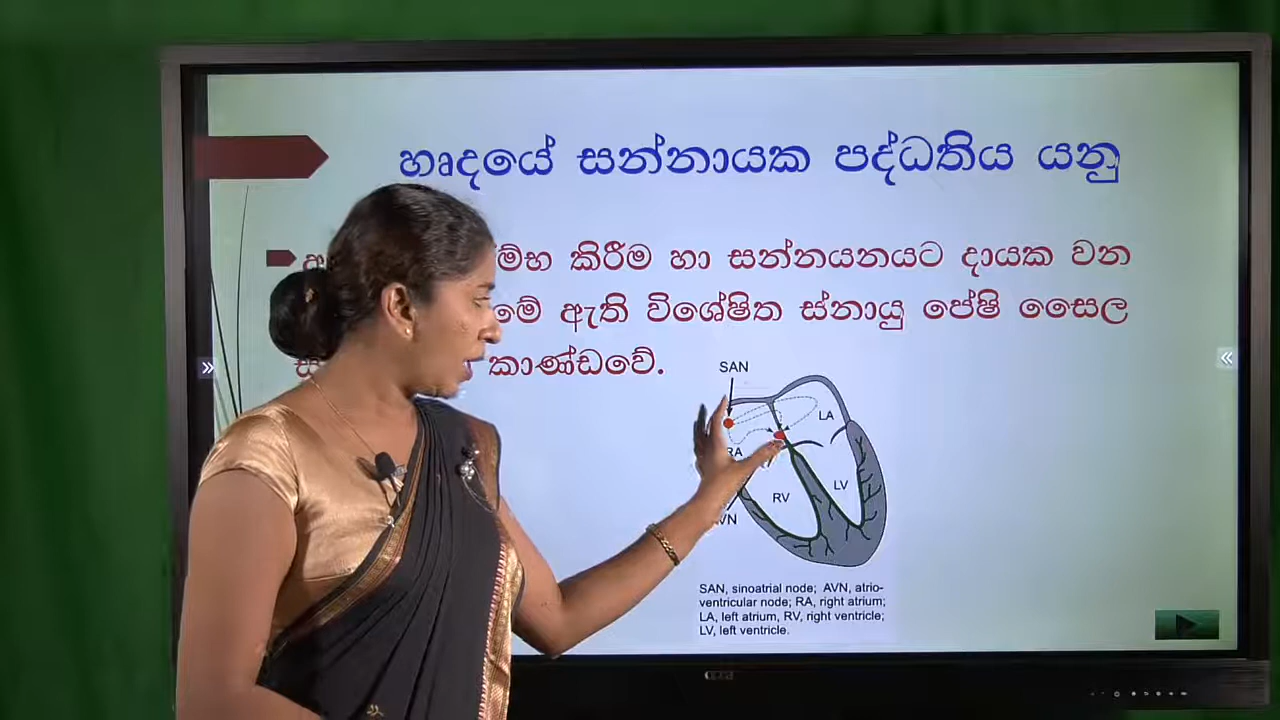 හෘදයේ සන්නායක පද්ධතිය යනු
කිරීම හා සන්නයනයට දායක වන
ඇති විශේෂිත ස්නායු පේෂි සෛල
කාණ්ඩවේ.
SAN
LA
RA
LV
RV
SAN, sinoatrial node; AVN, atrio-
ventricular node; RA, right atrium;
LA, left atrium, RV, right ventricle;
LV, left ventricle.